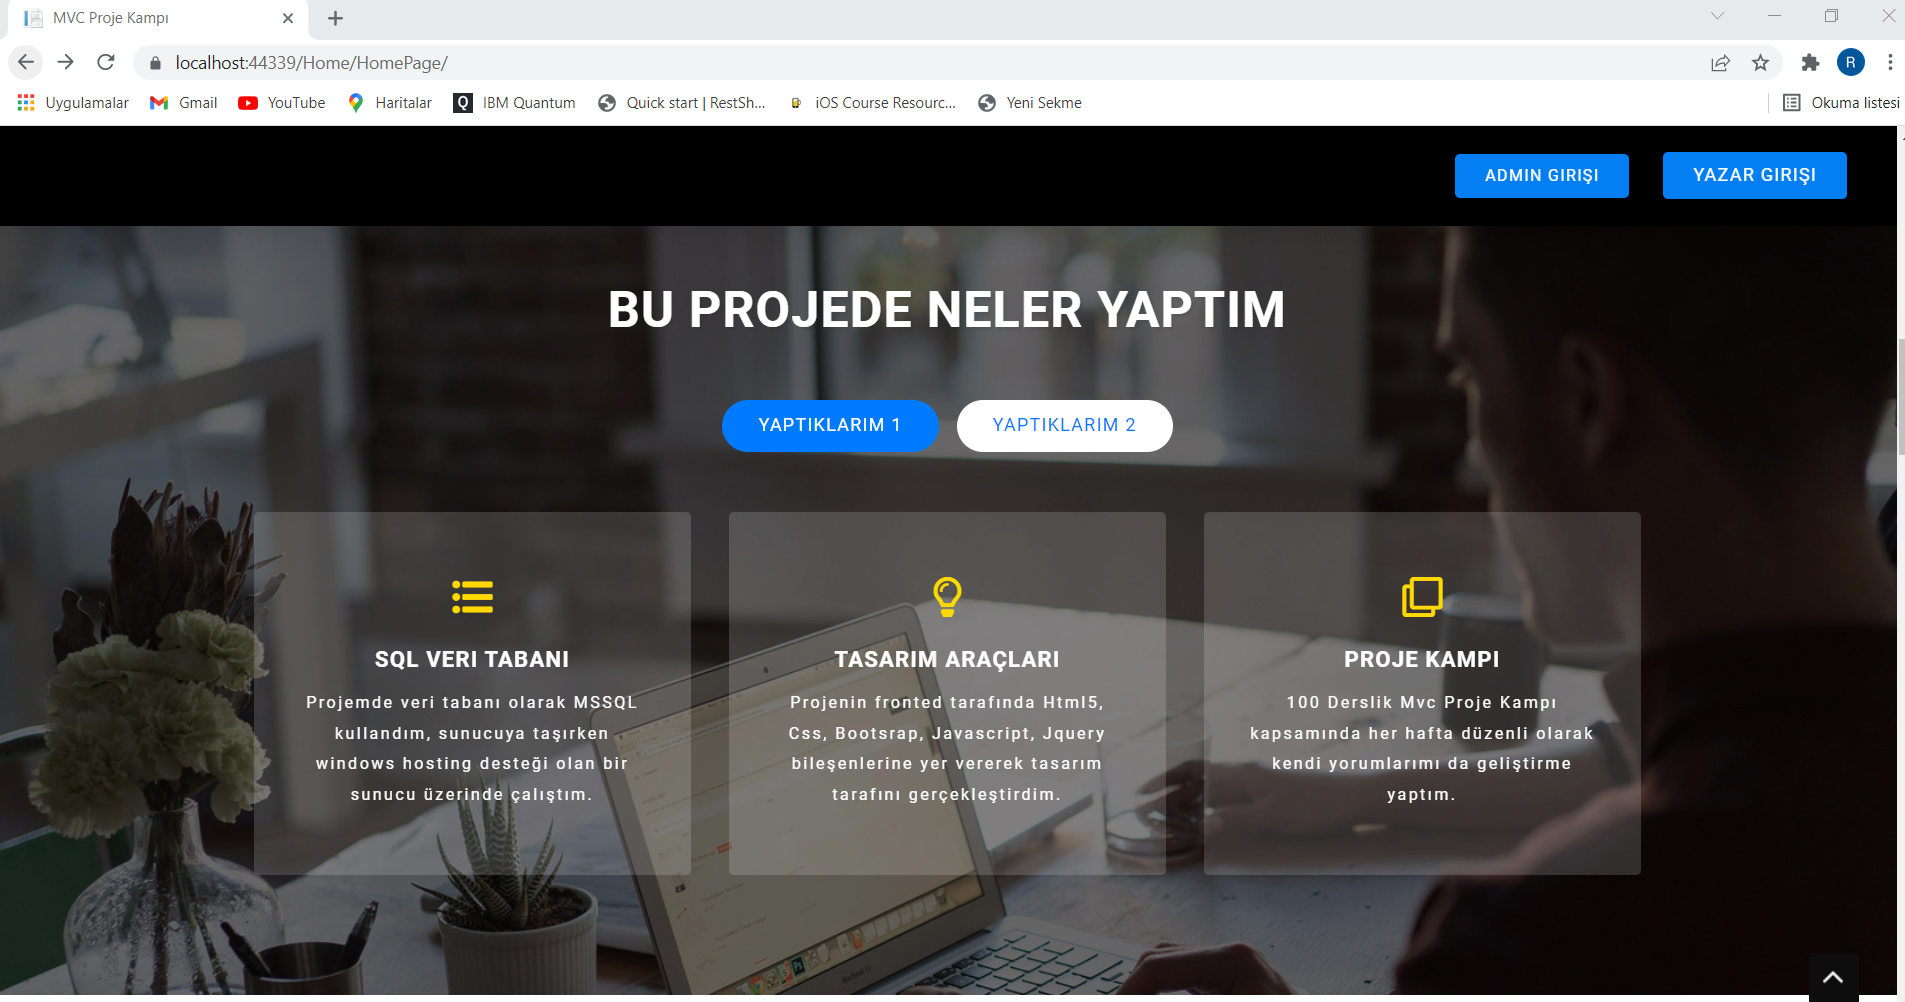 MVC Proje Kampı
localhost:44339/Home/HomePage/
R
Uygulamalar Gmail YouTube Haritalar IBM Quantum Quick start | RestSh... iOS Course Resourc... Yeni Sekme Okuma listesi
ADMIN GIRIŞI YAZAR GIRIŞI
BU PROJEDE NELER YAPTIM
YAPTIKLARIM 1 YAPTIKLARIM 2
SQL VERI TABANI
Projemde veri tabanı olarak MSSQL
kullandım, sunucuya taşırken
windows hosting desteği olan bir
sunucu üzerinde çalıştım.
TASARIM ARAÇLARI
Projenin fronted tarafında Html5,
Css, Bootsrap, Javascript, Jquery
bileşenlerine yer vererek tasarım
tarafını gerçekleştirdim.
PROJE KAMPI
100 Derslik Mvc Proje Kampı
kapsamında her hafta düzenli olarak
kendi yorumlarımı da geliştirme
yaptım.